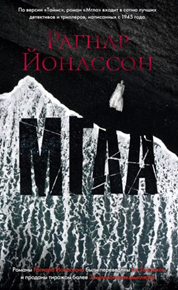 По версии «Таймс», роман «Мгла» входит в сотню лучших
детективов и триллеров, написанных с 1945 года.
РАГНАР
ЙОНАССОН
МГЛА
Романы Рагнара Йонассона были переведены
и проданы тиражом более